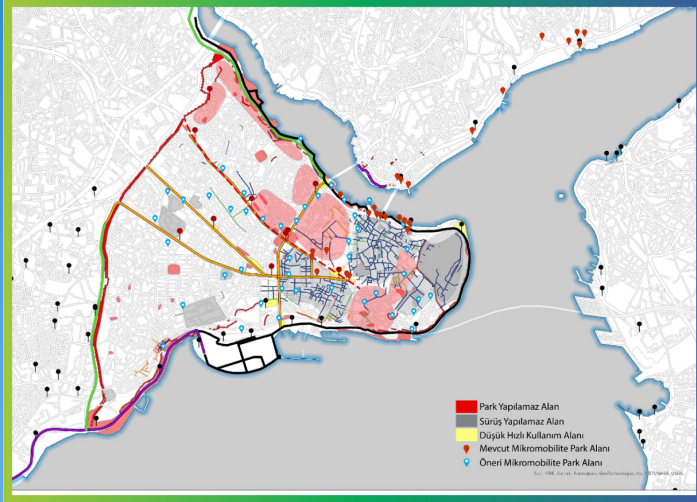 Park Yapılamaz Alan
Sürüş Yapılamaz Alan
Düşük Hızlı Kullanım Alanı
Mevcut Mikromobilite Park Alanı
Öneri Mikromobilite Park Alanı